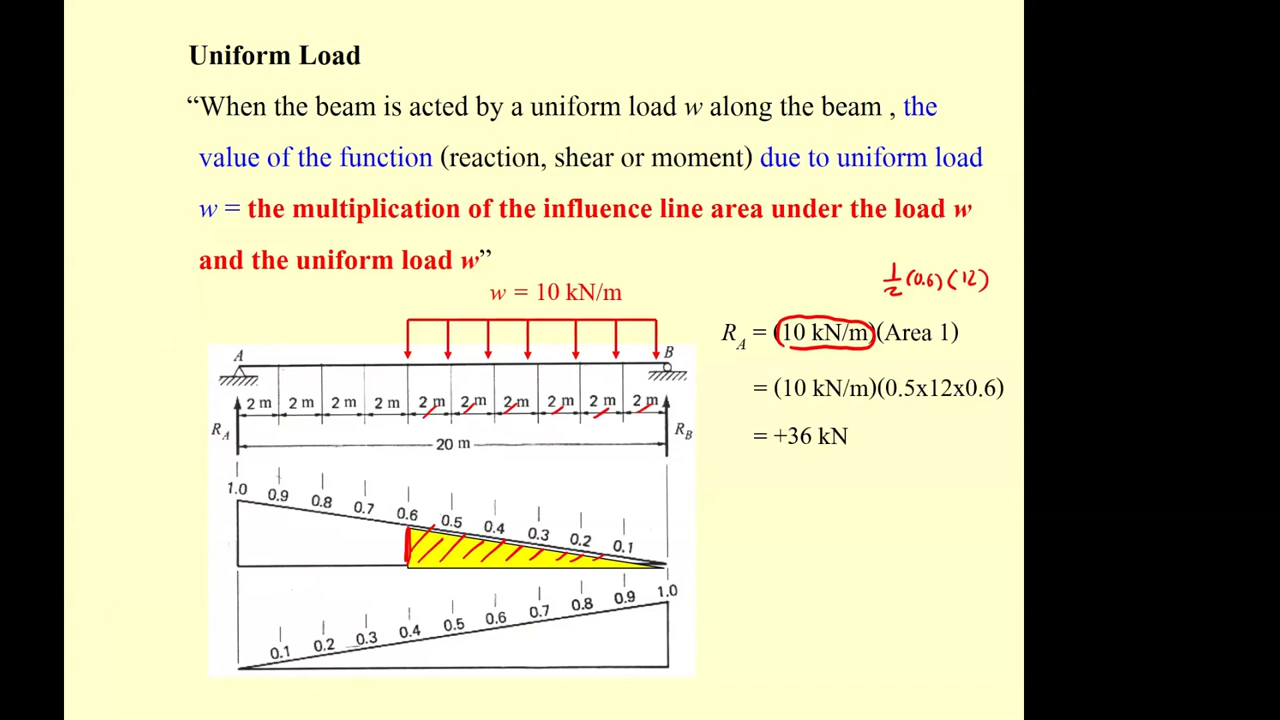 Uniform Load
“When the beam is acted by a uniform load w along the beam , the
value of the function (reaction, shear or moment) due to uniform load
w = the multiplication of the influence line area under the load w
and the uniform load w”
½(0.6)(12)
w = 10 kN/m
R_A = (10 kN/m)(Area 1)
= (10 kN/m)(0.5x12x0.6)
= +36 kN
A B
2 m 2 m 2 m 2 m 2 m 2 m 2 m 2 m 2 m 2 m
R_A R_B
20 m
1.0 0.9 0.8 0.7 0.6 0.5 0.4 0.3 0.2 0.1
0.1 0.2 0.3 0.4 0.5 0.6 0.7 0.8 0.9 1.0